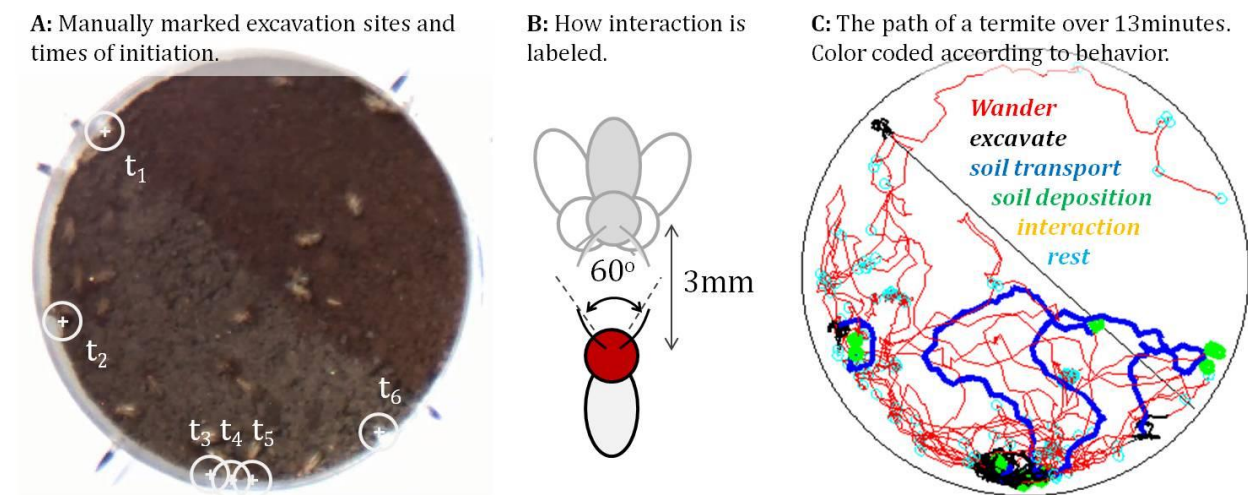 A: Manually marked excavation sites and
times of initiation.
t1
t2
t3 t4 t5
t6
B: How interaction is
labeled.
60o
3mm
C: The path of a termite over 13minutes.
Color coded according to behavior.
Wander
excavate
soil transport
soil deposition
interaction
rest